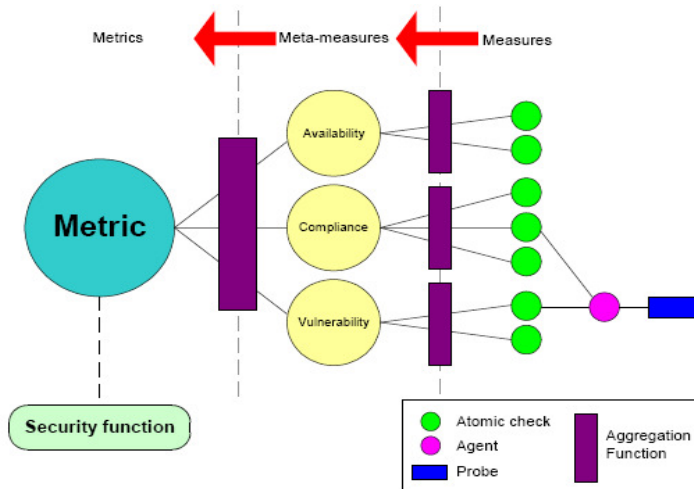 Metrics
Meta-measures
Measures
Availability
Metric
Compliance
Vulnerability
Security function
Atomic check
Agent
Probe
Aggregation
Function